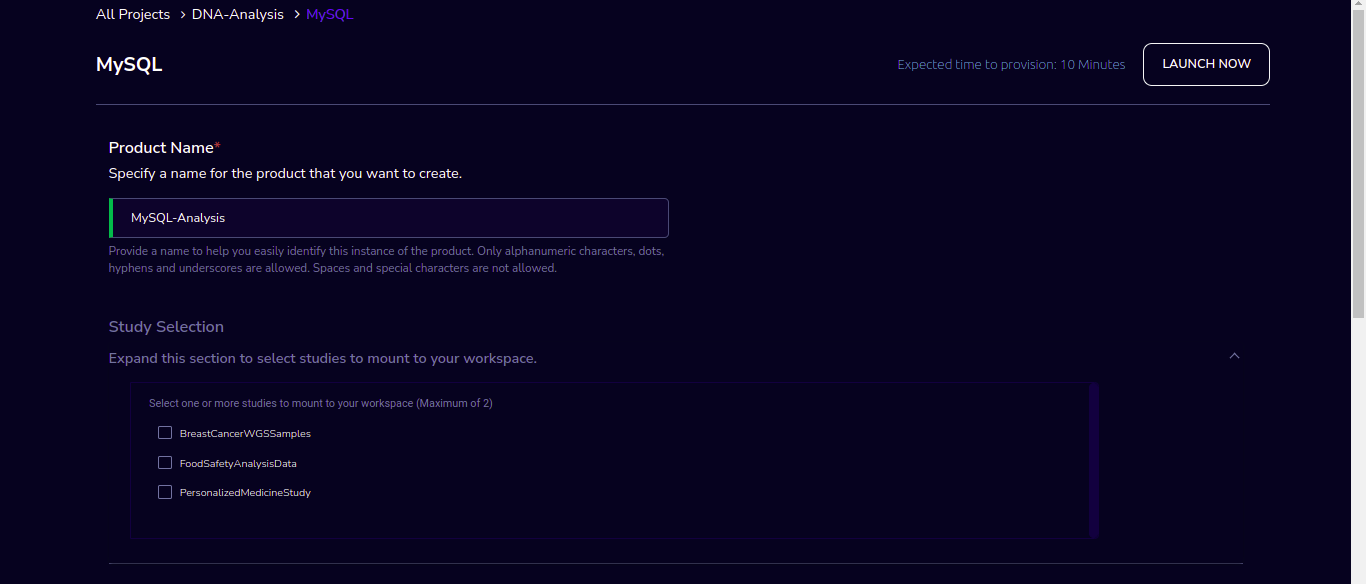 All Projects > DNA-Analysis > MySQL
MySQL
Expected time to provision: 10 Minutes
LAUNCH NOW
Product Name*
Specify a name for the product that you want to create.
MySQL-Analysis
Provide a name to help you easily identify this instance of the product. Only alphanumeric characters, dots,
hyphens and underscores are allowed. Spaces and special characters are not allowed.
Study Selection
Expand this section to select studies to mount to your workspace.
Select one or more studies to mount to your workspace (Maximum of 2)
BreastCancerWGSSamples
FoodSafetyAnalysisData
PersonalizedMedicineStudy